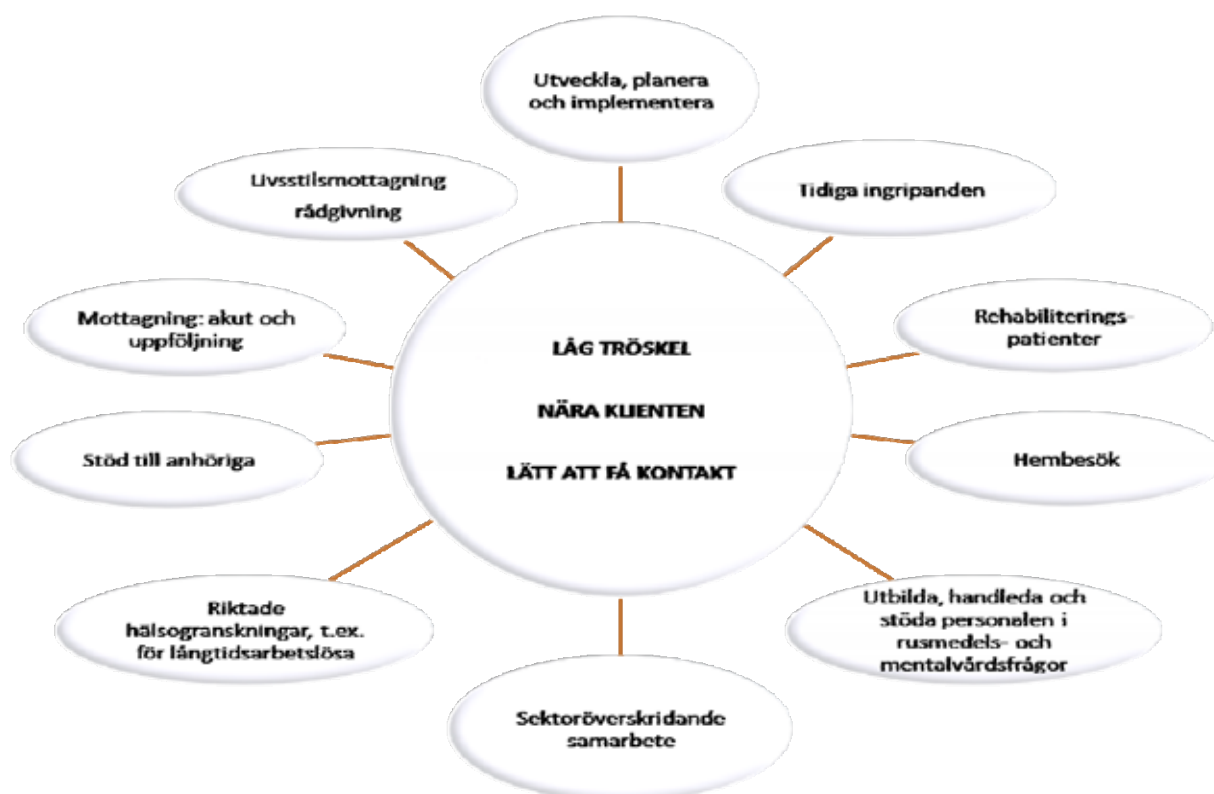 Utveckla, planera
och implementera
Livsstilsmottagning
rådgivning
Tidiga ingripanden
Mottagning: akut och
uppföljning
Rehabiliterings-
patienter
LÅG TRÖSKEL
NÄRA KLIENTEN
LÄTT ATT FÅ KONTAKT
Stöd till anhöriga
Hembesök
Riktade
hälsogranskningar, t.ex.
för långtidsarbetslösa
Utbilda, handleda och
stöda personalen i
rusmedels- och
mentalvårdsfrågor
Sektoröverskridande
samarbete